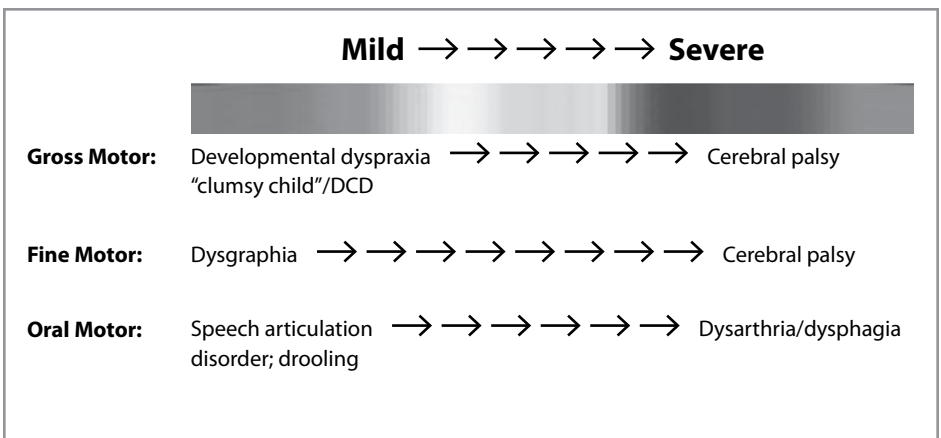 Mild → → → → → Severe
Gross Motor: Developmental dyspraxia → → → → → Cerebral palsy
“clumsy child”/DCD
Fine Motor: Dysgraphia → → → → → → → → Cerebral palsy
Oral Motor: Speech articulation → → → → → → Dysarthria/dysphagia
disorder; drooling